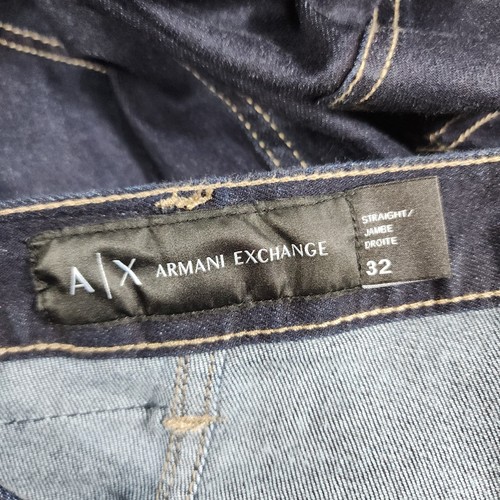 A|X ARMANI EXCHANGE
STRAIGHT/
JAMBE
DROITE
32